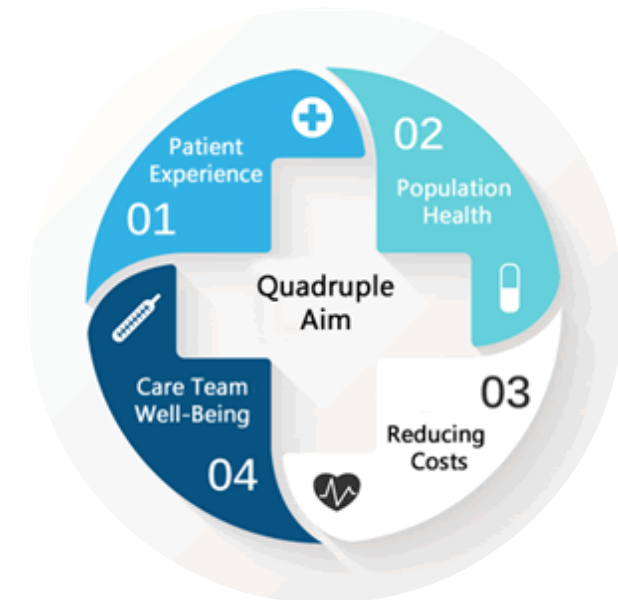 Patient
Experience
01
02
Population
Health
Quadruple
Aim
03
Reducing
Costs
Care Team
Well-Being
04